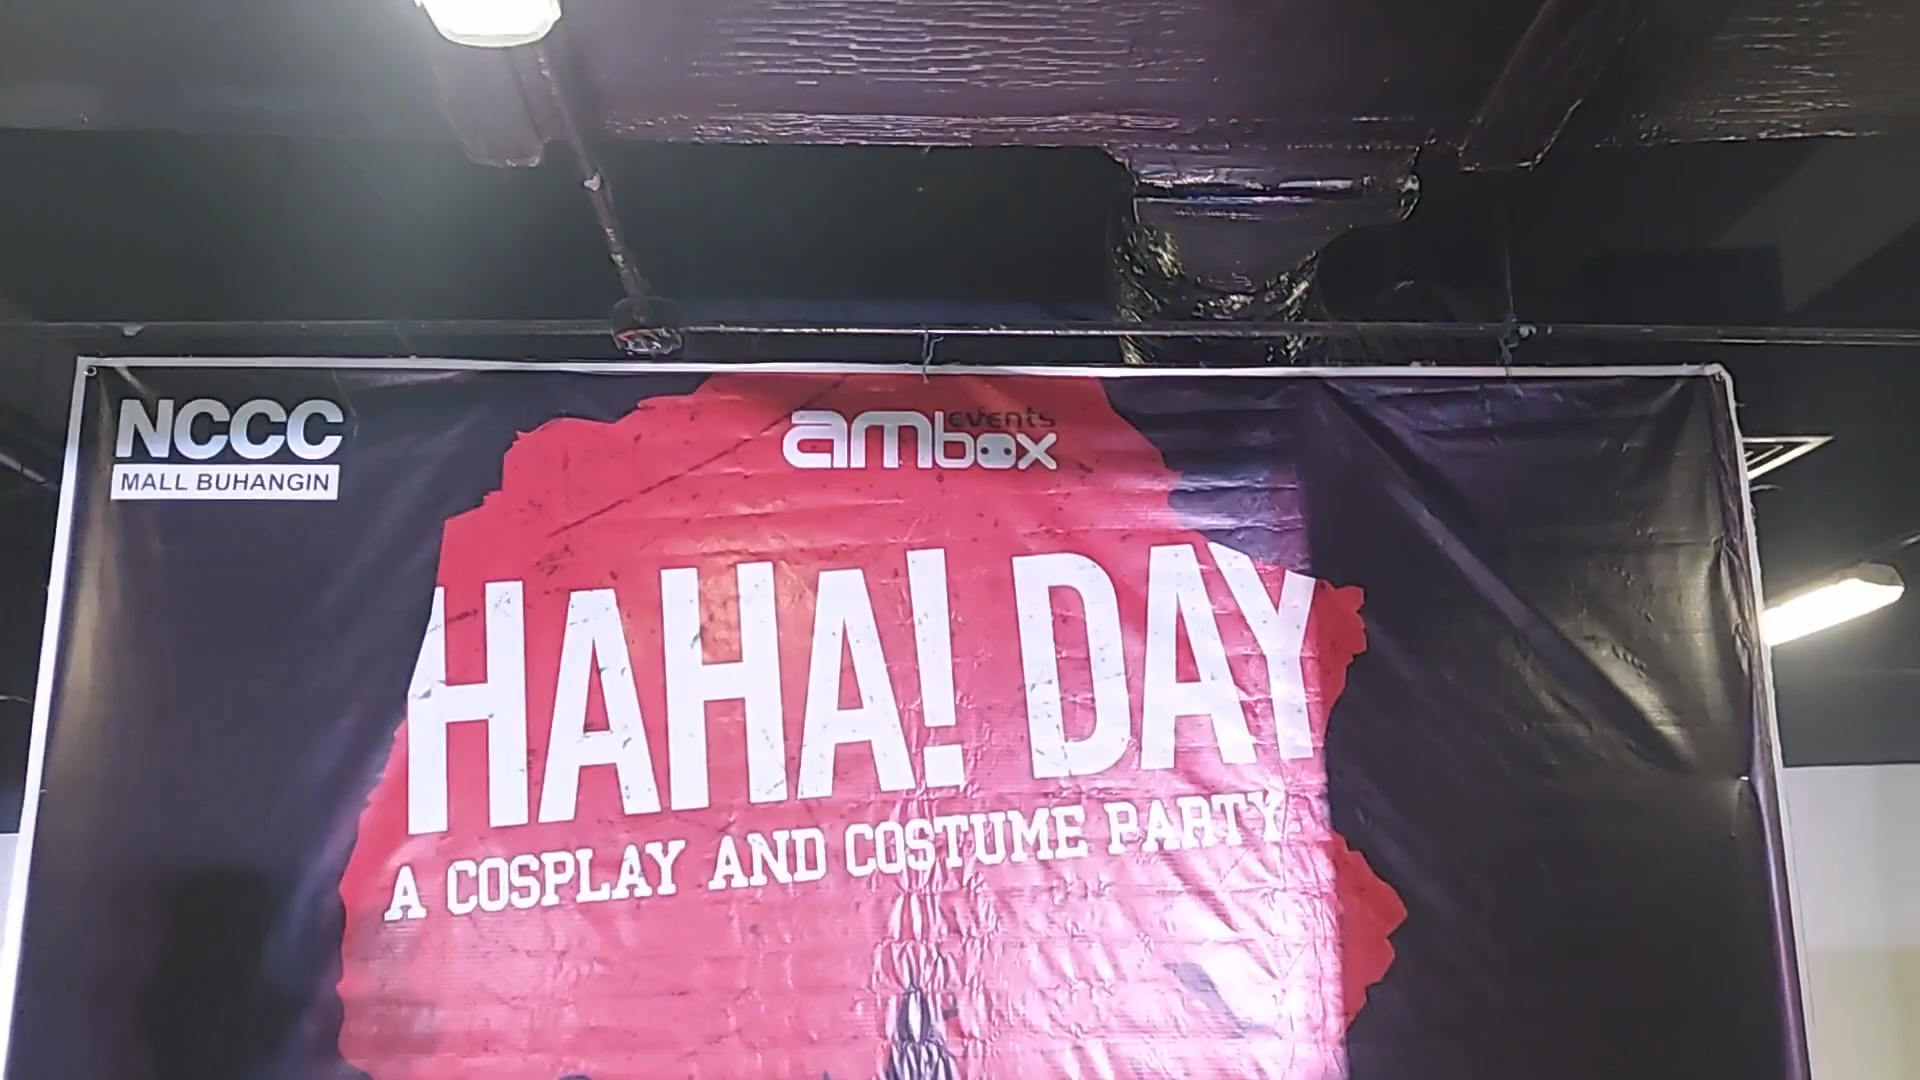 NCCC
MALL BUHANGIN
events
ambox
HAHA! DAY
A COSPLAY AND COSTUME PARTY